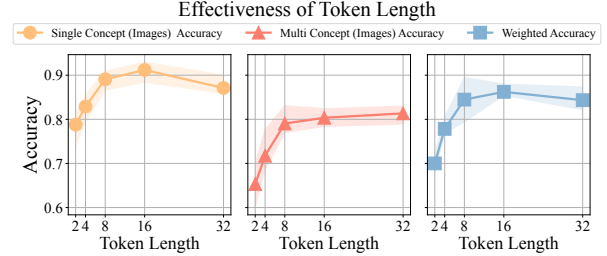 Effectiveness of Token Length
Single Concept (Images) Accuracy
Multi Concept (Images) Accuracy
Weighted Accuracy
Accuracy
0.9
0.8
0.7
0.6
2 4 8 16 32
2 4 8 16 32
2 4 8 16 32
Token Length
Token Length
Token Length